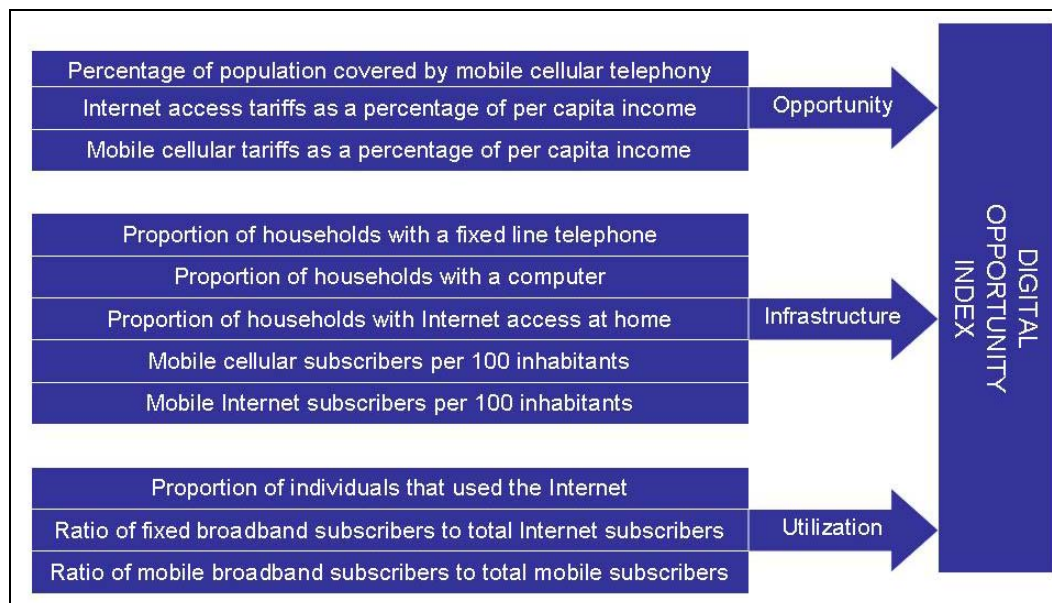 Percentage of population covered by mobile cellular telephony
Internet access tariffs as a percentage of per capita income
Mobile cellular tariffs as a percentage of per capita income
Opportunity
Proportion of households with a fixed line telephone
Proportion of households with a computer
Proportion of households with Internet access at home
Mobile cellular subscribers per 100 inhabitants
Mobile Internet subscribers per 100 inhabitants
Infrastructure
Proportion of individuals that used the Internet
Ratio of fixed broadband subscribers to total Internet subscribers
Ratio of mobile broadband subscribers to total mobile subscribers
Utilization
DIGITAL
OPPORTUNITY
INDEX